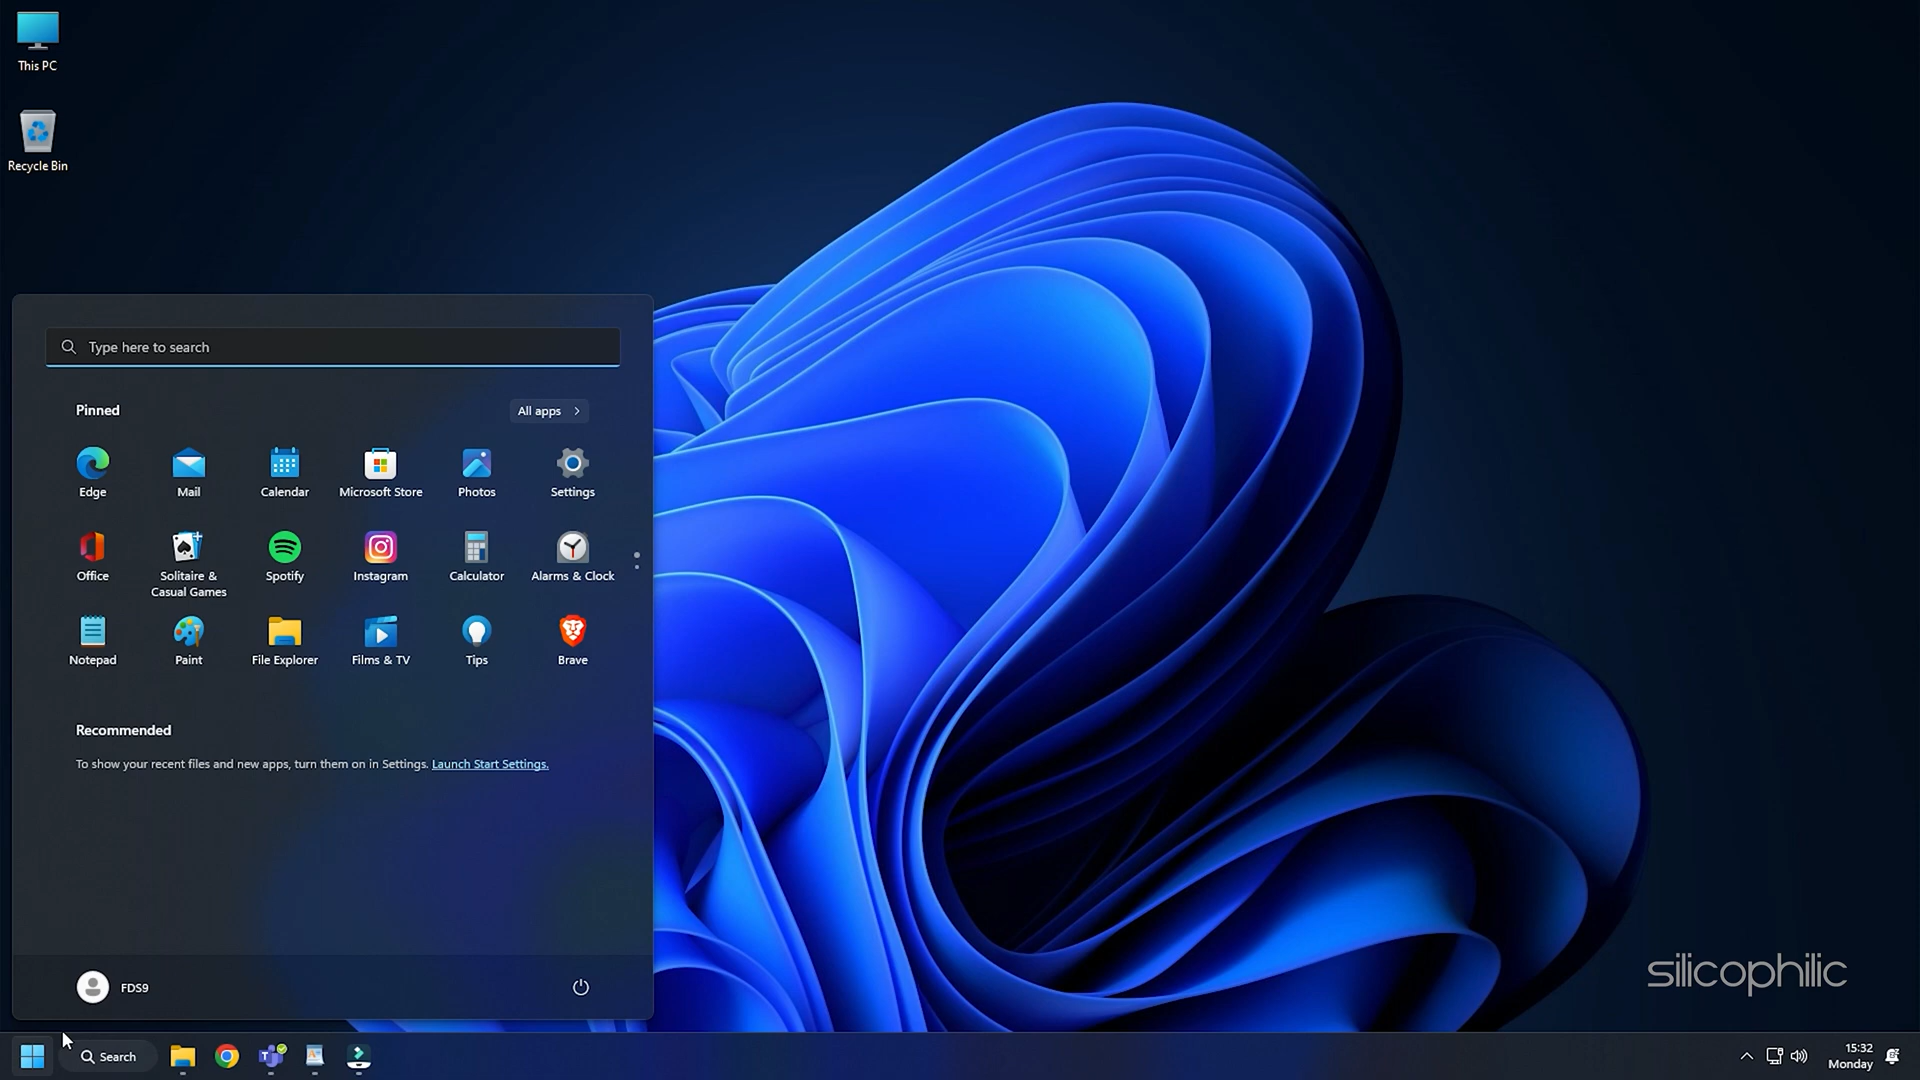 This PC
Recycle Bin
Type here to search
Pinned
All apps
Edge
Mail
Calendar
Microsoft Store
Photos
Settings
Office
Solitaire &
Casual Games
Spotify
Instagram
Calculator
Alarms & Clock
Notepad
Paint
File Explorer
Films & TV
Tips
Brave
Recommended
To show your recent files and new apps, turn them on in Settings. Launch Start Settings.
FDS9
silicophilic
Search
15:32
Monday